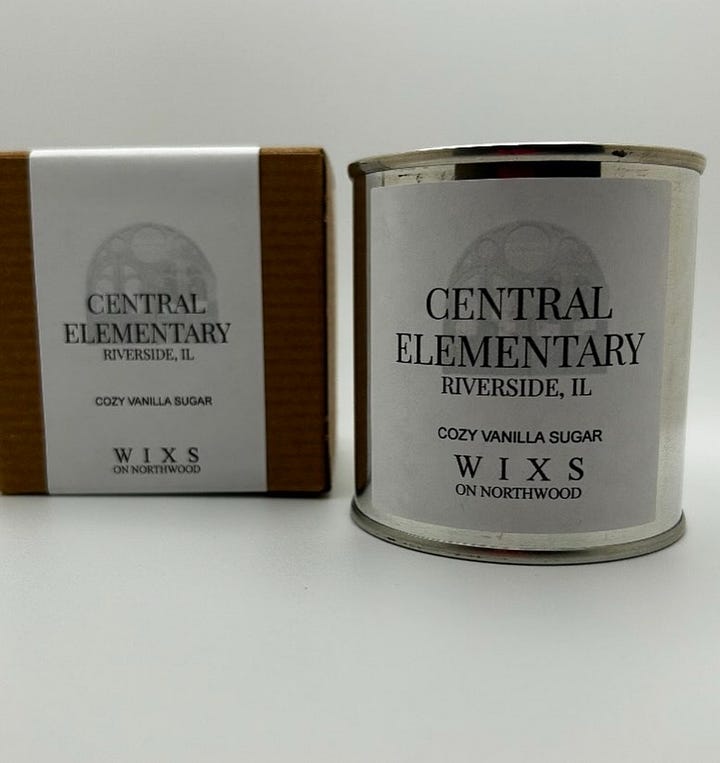 CENTRAL
ELEMENTARY
RIVERSIDE, IL
COZY VANILLA SUGAR
WIXS
ON NORTHWOOD
CENTRAL
ELEMENTARY
RIVERSIDE, IL
COZY VANILLA SUGAR
WIXS
ON NORTHWOOD